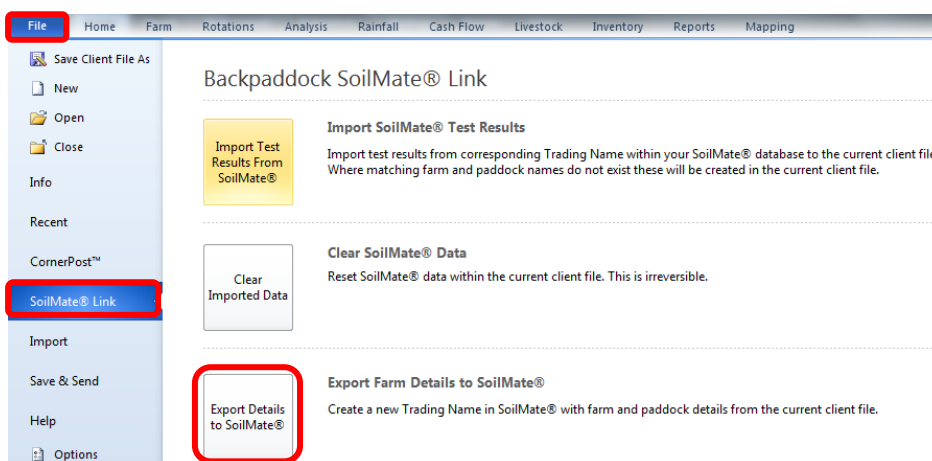 File Home Farm Rotations Analysis Rainfall Cash Flow Livestock Inventory Reports Mapping
Save Client File As
New
Open
Close
Info
Recent
CornerPost™
SoilMate® Link
Import
Save & Send
Help
Options
Backpaddock SoilMate® Link
Import Test
Results From
SoilMate®
Import SoilMate® Test Results
Import test results from corresponding Trading Name within your SoilMate® database to the current client file
Where matching farm and paddock names do not exist these will be created in the current client file.
Clear
Imported Data
Clear SoilMate® Data
Reset SoilMate® data within the current client file. This is irreversible.
Export Details
to SoilMate®
Export Farm Details to SoilMate®
Create a new Trading Name in SoilMate® with farm and paddock details from the current client file.